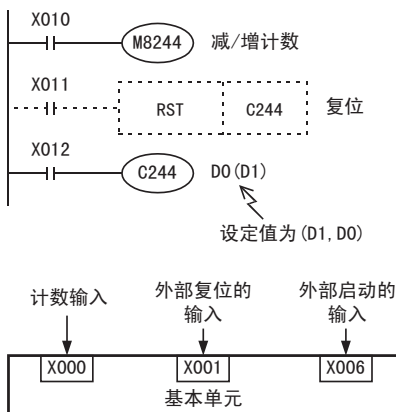 X010
M8244 减/增计数
X011
RST C244 复位
X012
C244 D0(D1)
设定值为(D1,D0)
计数输入 外部复位的输入 外部启动的输入
X000 X001 X006
基本单元